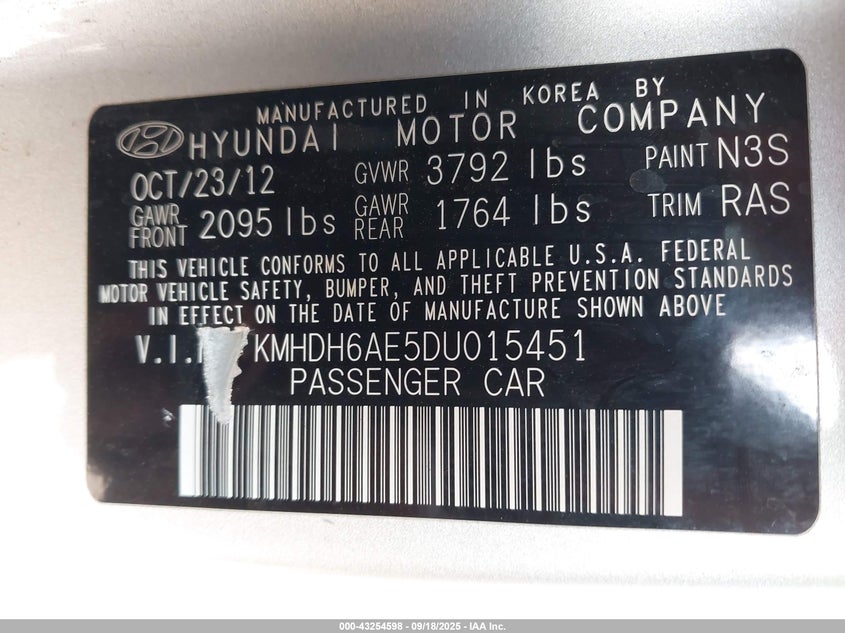 MANUFACTURED IN KOREA BY
HYUNDAI MOTOR COMPANY
OCT/23/12 GVWR 3792 lbs PAINT N3S
GAWR FRONT 2095 lbs GAWR REAR 1764 lbs TRIM RAS
THIS VEHICLE CONFORMS TO ALL APPLICABLE U.S.A. FEDERAL
MOTOR VEHICLE SAFETY, BUMPER, AND THEFT PREVENTION STANDARDS
IN EFFECT ON THE DATE OF MANUFACTURE SHOWN ABOVE
V.I. KMHDH6AE5DU015451
PASSENGER CAR
000-43254598 - 09/18/2025 - IAA Inc.